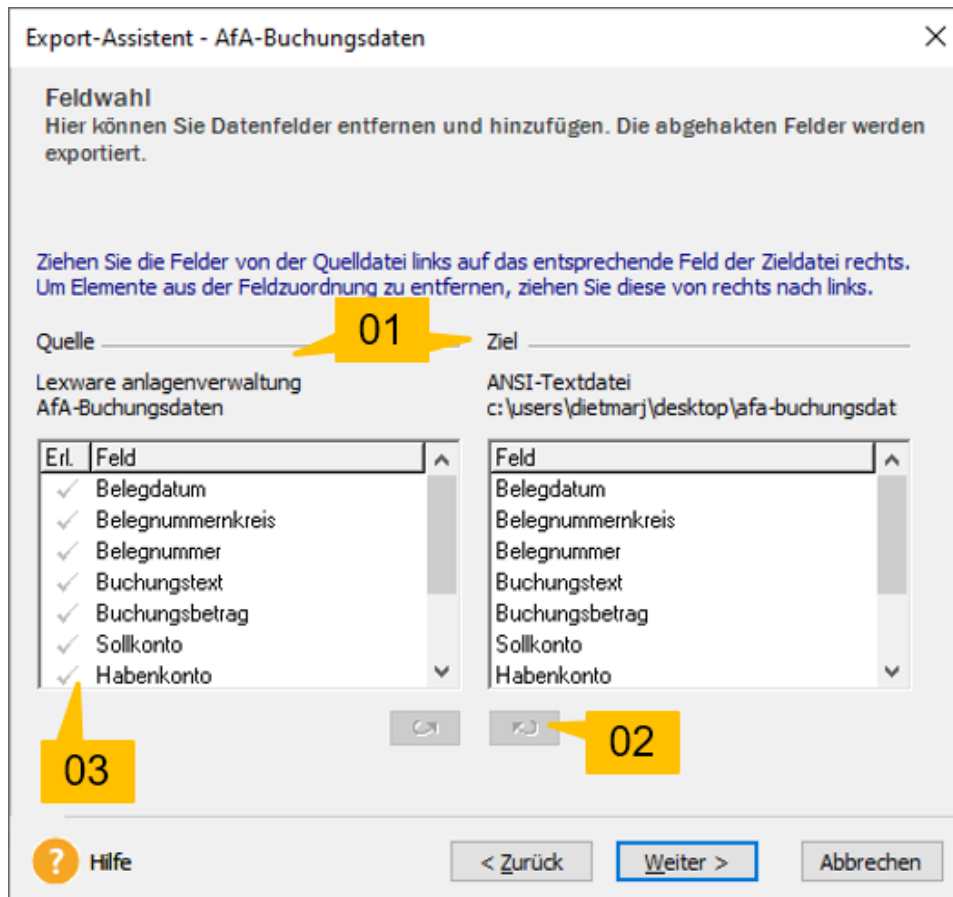 Export-Assistent - AfA-Buchungsdaten
Feldwahl
Hier können Sie Datenfelder entfernen und hinzufügen. Die abgehakten Felder werden
exportiert.
Ziehen Sie die Felder von der Quelldatei links auf das entsprechende Feld der Zieldatei rechts.
Um Elemente aus der Feldzuordnung zu entfernen, ziehen Sie diese von rechts nach links.
01
Quelle
Lexware anlagenverwaltung
AfA-Buchungsdaten
Erl. Feld
Belegdatum
Belegnummernkreis
Belegnummer
Buchungstext
Buchungsbetrag
Sollkonto
Habenkonto
Ziel
ANSI-Textdatei
c:\users\dietmarj\desktop\afa-buchungsdat
Feld
Belegdatum
Belegnummernkreis
Belegnummer
Buchungstext
Buchungsbetrag
Sollkonto
Habenkonto
02
03
? Hilfe
< Zurück
Weiter >
Abbrechen